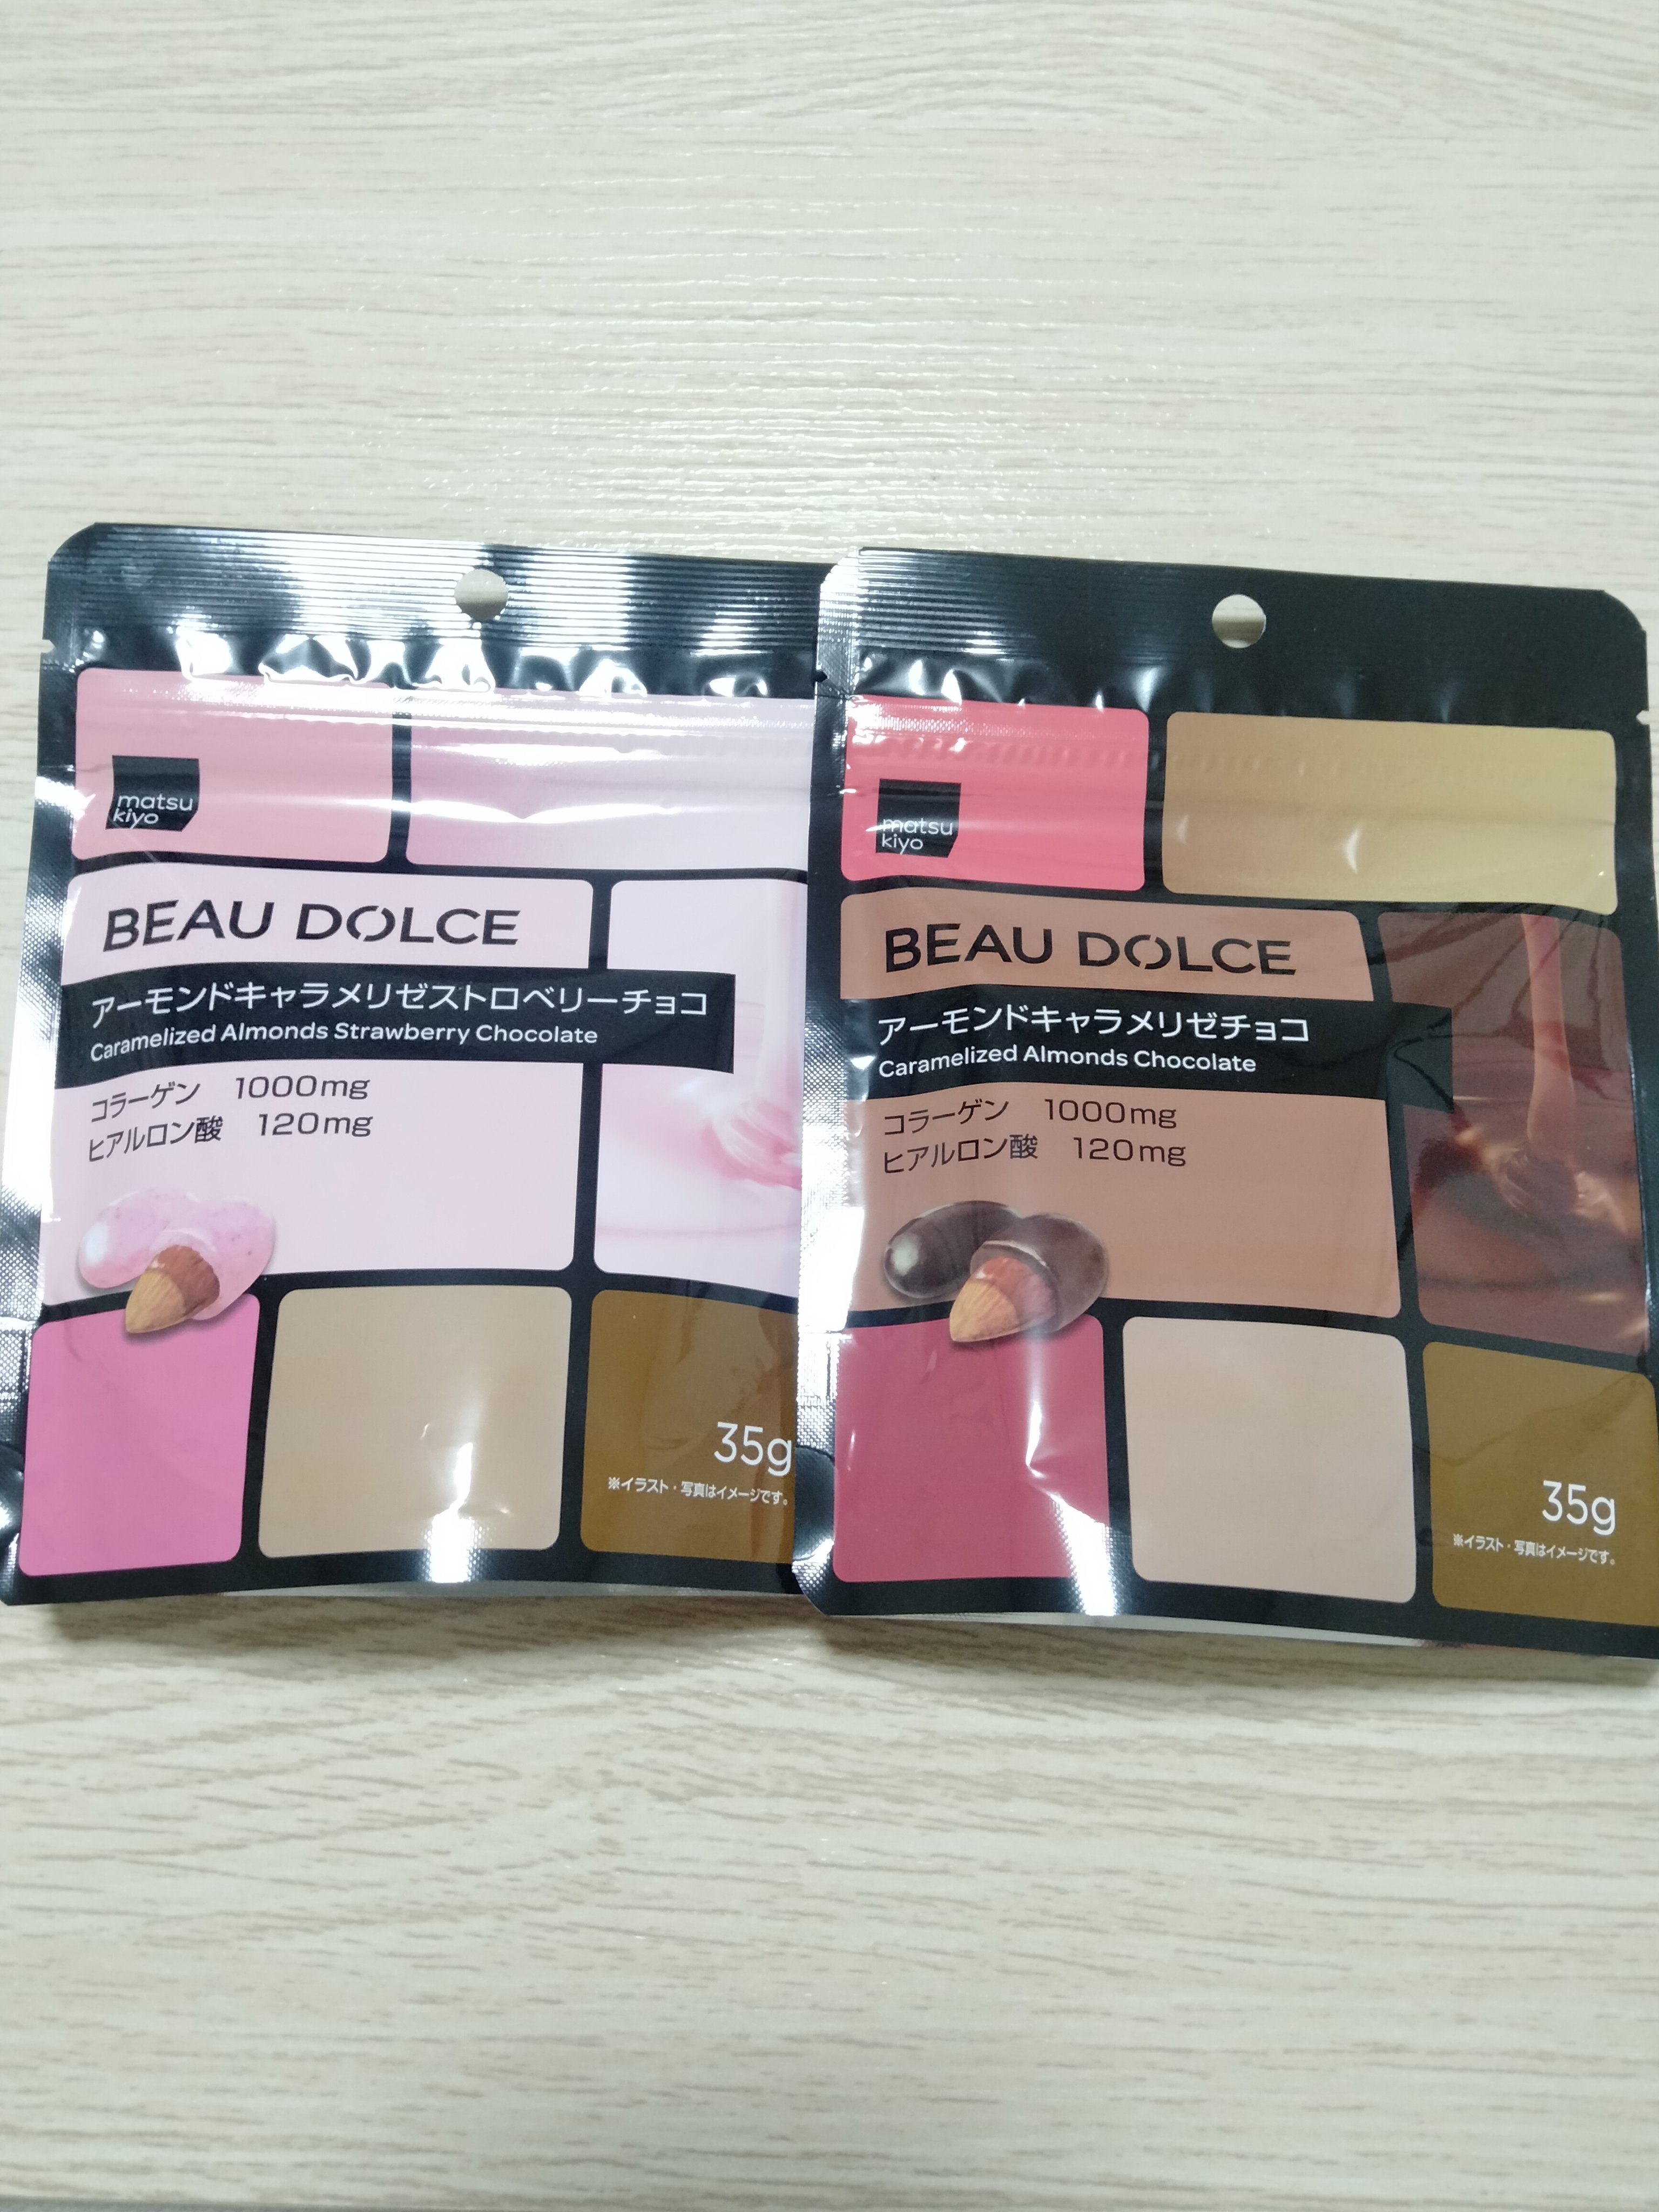 matsu
kiyo
BEAU DOLCE
アーモンドキャラメリゼストロベリーチョコ
Caramelized Almonds Strawberry Chocolate
コラーゲン 1000mg
ヒアルロン酸 120mg
35g
※イラスト・写真はイメージです。
matsu
kiyo
BEAU DOLCE
アーモンドキャラメリゼチョコ
Caramelized Almonds Chocolate
コラーゲン 1000mg
ヒアルロン酸 120mg
35g
※イラスト・写真はイメージです。